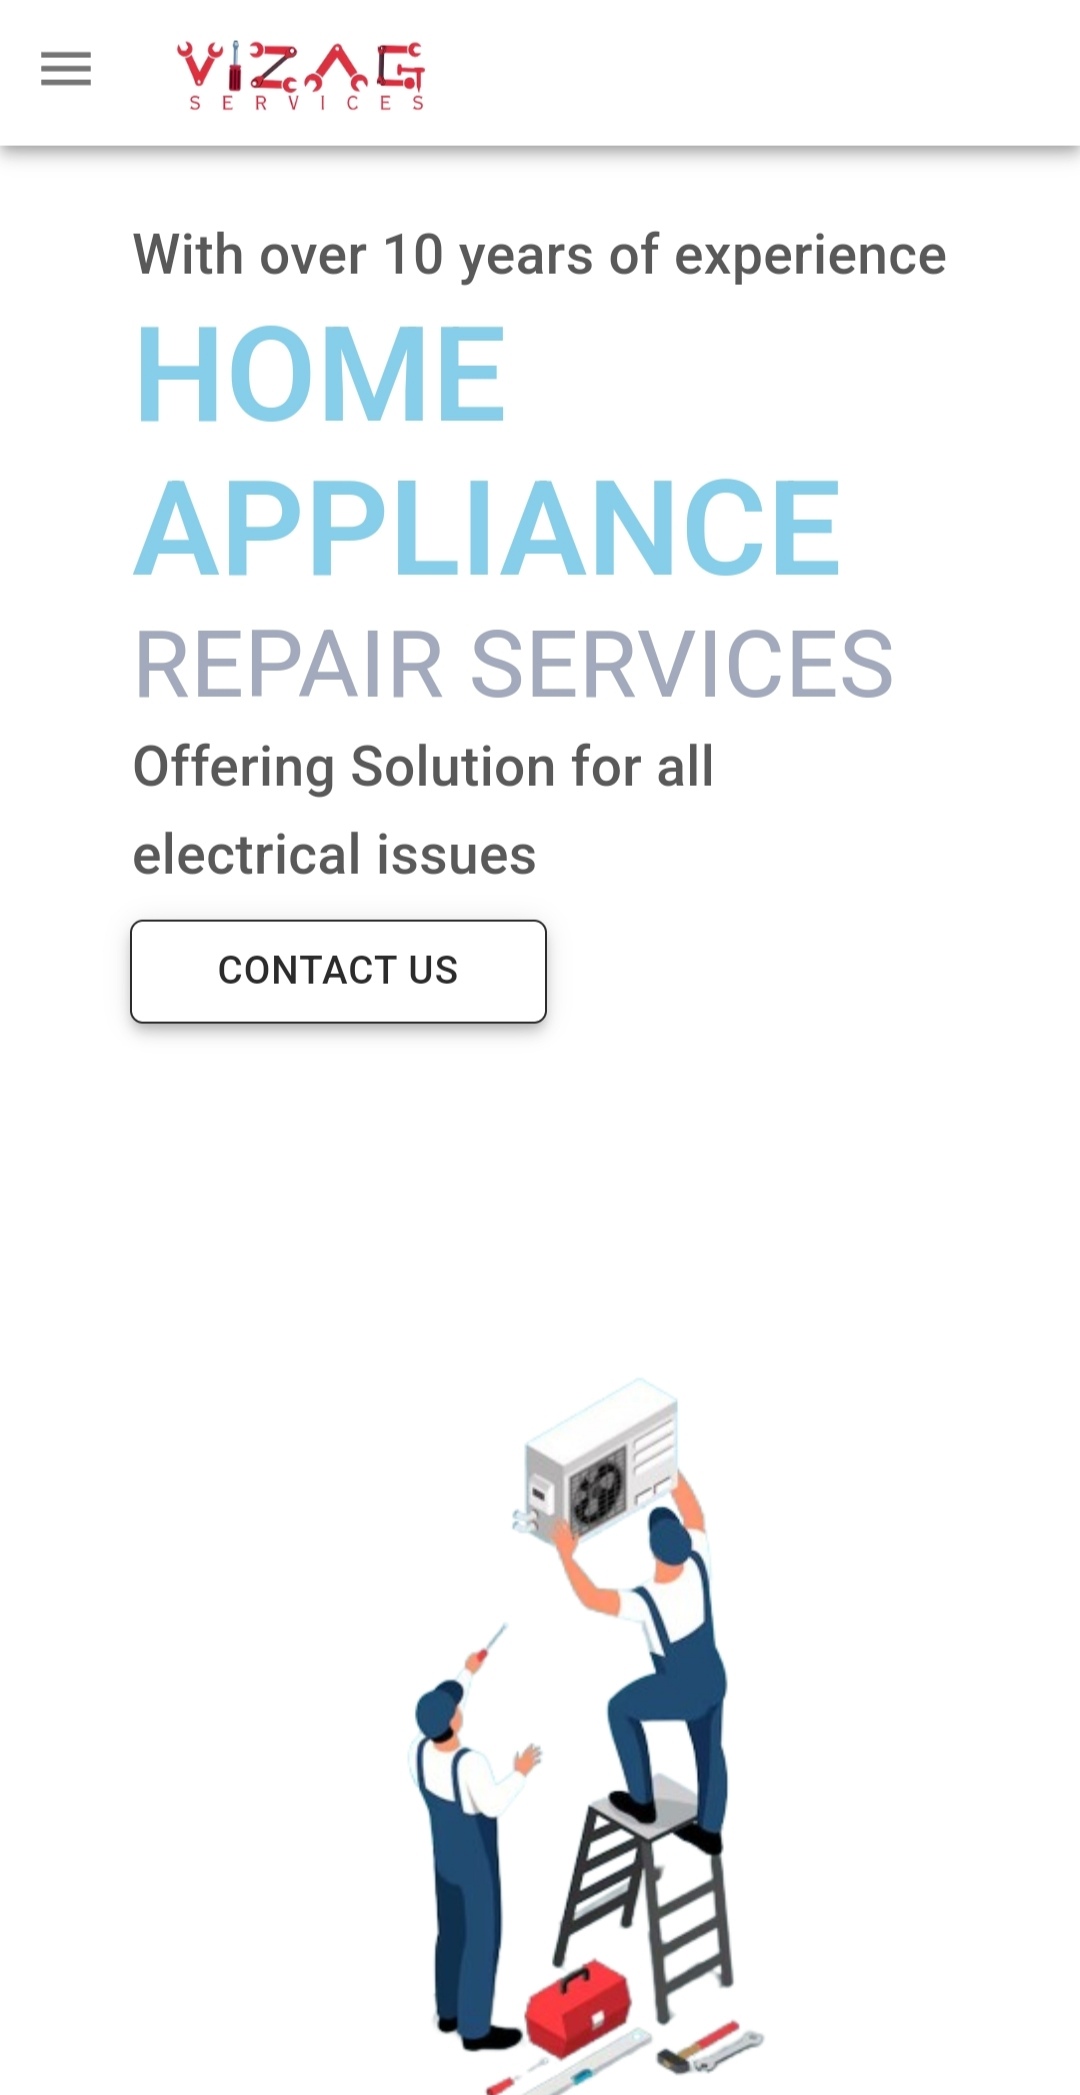 VIZAG
SERVICES
With over 10 years of experience
HOME
APPLIANCE
REPAIR SERVICES
Offering Solution for all
electrical issues
CONTACT US